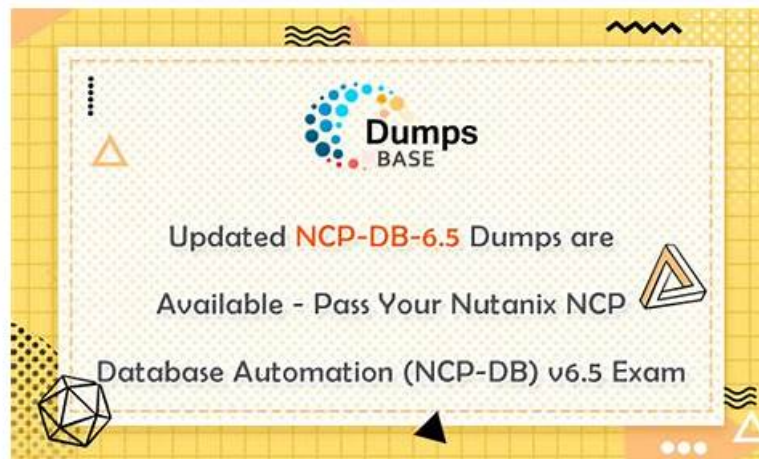 Dumps
BASE
Updated NCP-DB-6.5 Dumps are
Available - Pass Your Nutanix NCP
Database Automation (NCP-DB) v6.5 Exam